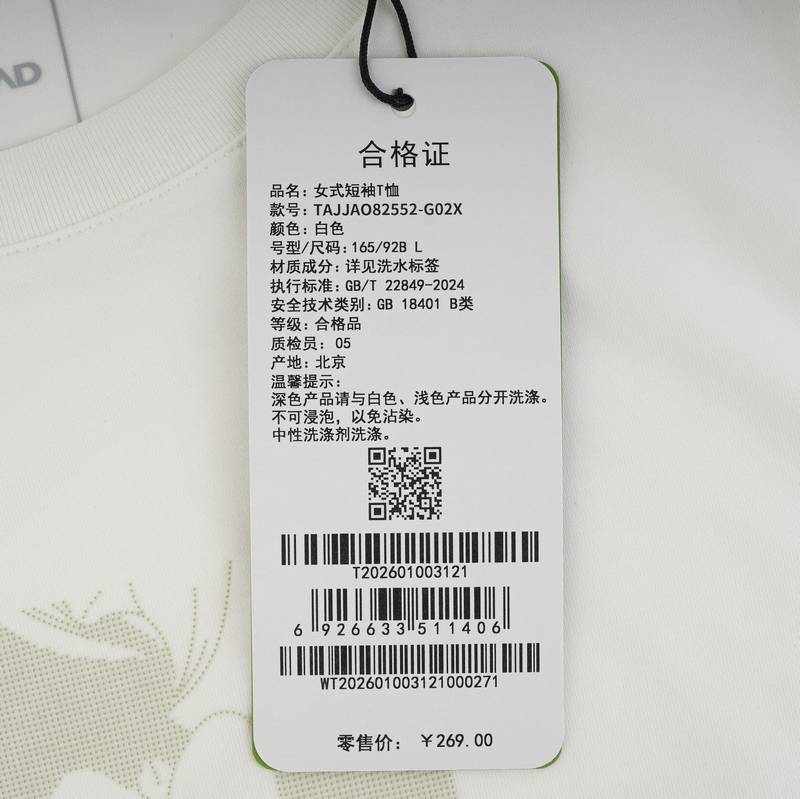 AD
合格证
品名：女式短袖T恤
款号：TAJJAO82552-G02X
颜色：白色
号型/尺码：165/92B L
材质成分：详见洗水标签
执行标准：GB/T 22849-2024
安全技术类别：GB 18401 B类
等级：合格品
质检员：05
产地：北京
温馨提示：
深色产品请与白色、浅色产品分开洗涤。
不可浸泡，以免沾染。
中性洗涤剂洗涤。
T202601003121
6 926633 511406
WT202601003121000271
零售价：￥269.00